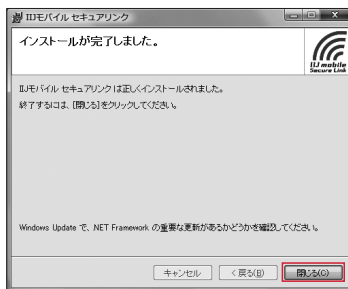 IIJモバイル セキュアリンク
インストールが完了しました。
IIJ mobile
Secure Link
IIJモバイル セキュアリンク は正しくインストールされました。
終了するには、[閉じる]をクリックしてください。
Windows Update で、.NET Framework の重要な更新があるかどうかを確認してください。
キャンセル
< 戻る(B)
閉じる(C)